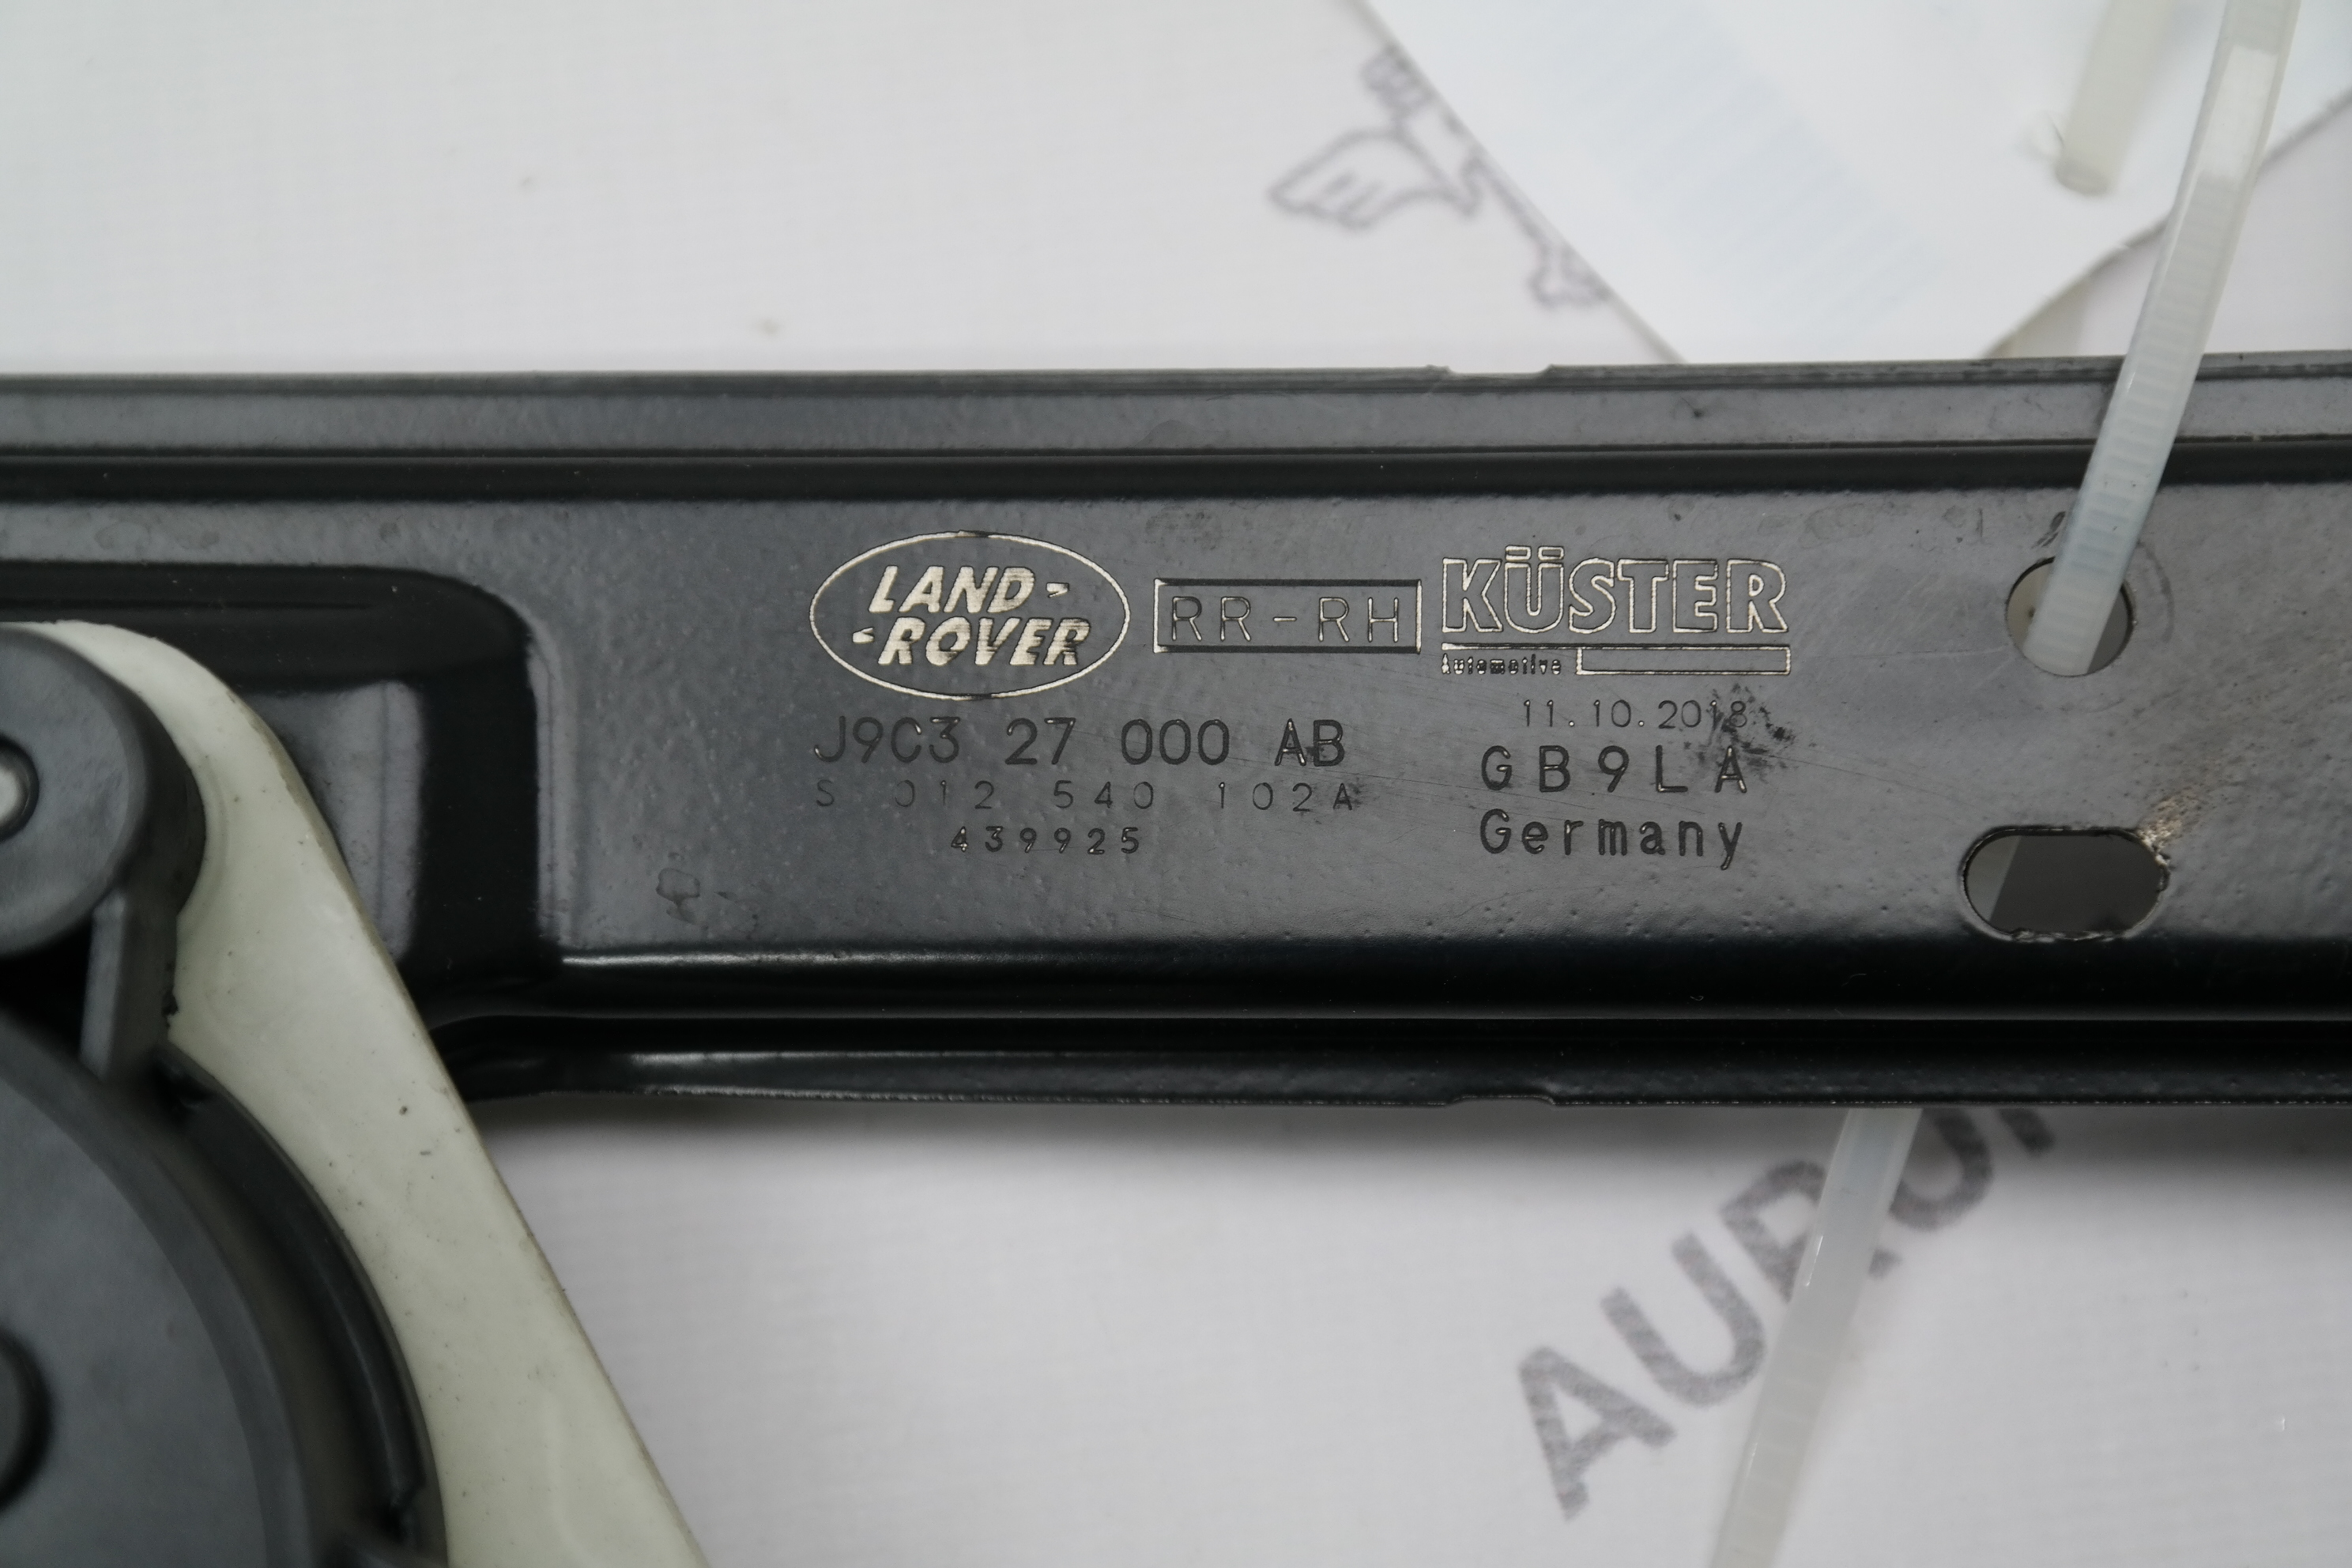 LAND-
-ROVER
RR-RH
KÜSTER
Automotive
11.10.2018
J9C3 27 000 AB
GB9LA
S 012 540 102A
439925
Germany